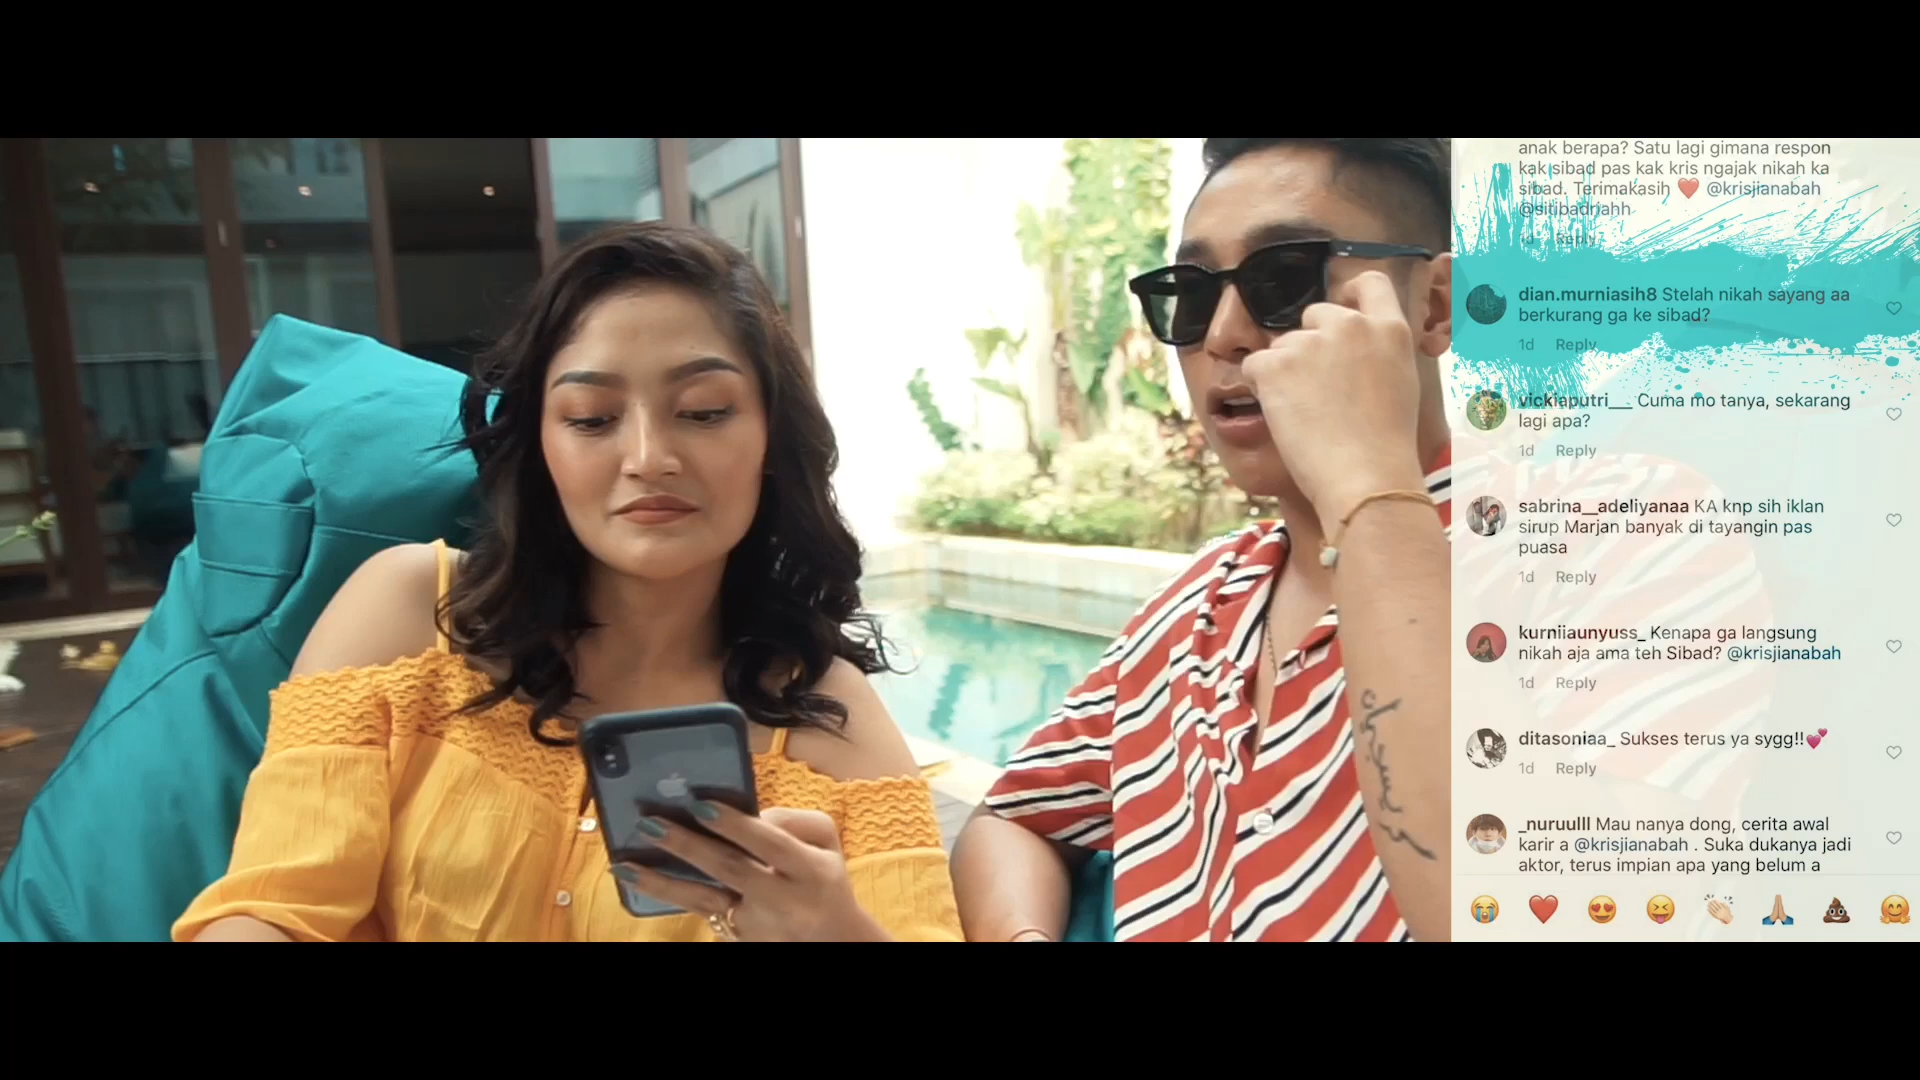 anak berapa? Satu lagi gimana respon
kak sibad pas kak kris ngajak nikah ka
sibad. Terimakasih ❤️ @krisjianabah
@sitibadriahh
1d Reply
dian.murniasih8 Stelah nikah sayang aa
berkurang ga ke sibad?
1d Reply
vickiaputri___ Cuma mo tanya, sekarang
lagi apa?
1d Reply
sabrina__adeliyanaa KA knp sih iklan
sirup Marjan banyak di tayangin pas
puasa
1d Reply
kurniiaunyuss_ Kenapa ga langsung
nikah aja ama teh Sibad? @krisjianabah
1d Reply
ditasoniaa_ Sukses terus ya sygg!!💕
1d Reply
_nuruulll Mau nanya dong, cerita awal
karir a @krisjianabah . Suka dukanya jadi
aktor, terus impian apa yang belum a